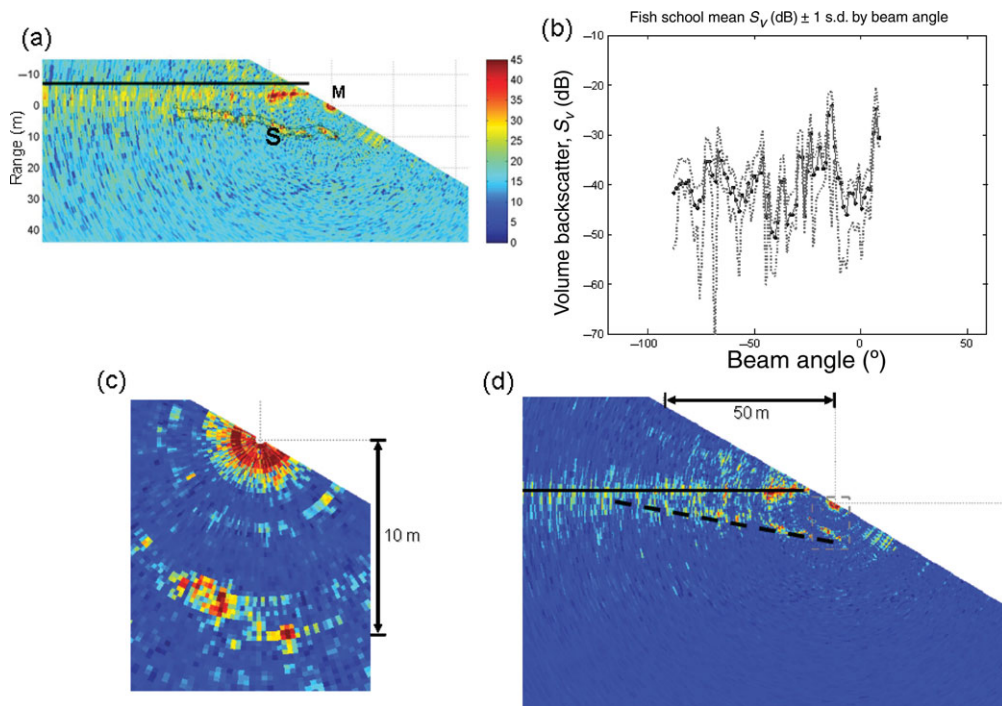 (a)
Range (m)
−10
0
10
20
30
40
M
S
45
40
35
30
25
20
15
10
5
0
(b)
Fish school mean Sv (dB) ± 1 s.d. by beam angle
Volume backscatter, Sv (dB)
−10
−20
−30
−40
−50
−60
−70
−100
−50
0
50
Beam angle (º)
(c)
10 m
(d)
50 m